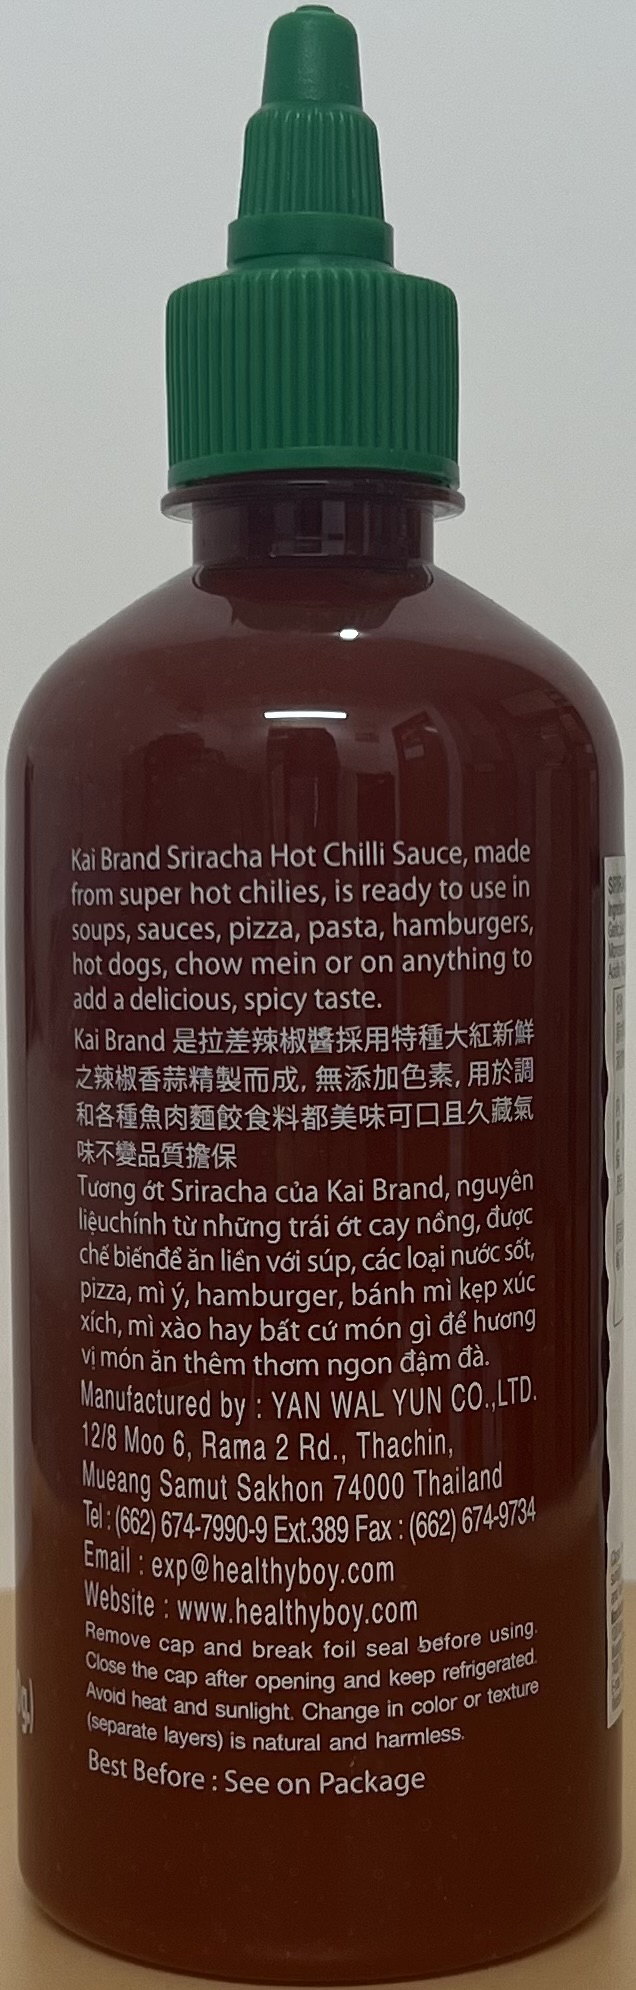 Kai Brand Sriracha Hot Chilli Sauce, made
from super hot chilies, is ready to use in
soups, sauces, pizza, pasta, hamburgers,
hot dogs, chow mein or on anything to
add a delicious, spicy taste.
Kai Brand 是拉差辣椒醬採用特種大紅新鮮
之辣椒香蒜精製而成, 無添加色素, 用於調
和各種魚肉麵餃食料都美味可口且久藏氣
味不變品質擔保
Tương ớt Sriracha của Kai Brand, nguyên
liệuchính từ những trái ớt cay nồng, được
chế biếnđể ăn liền với súp, các loại nước sốt,
pizza, mì ý, hamburger, bánh mì kẹp xúc
xích, mì xào hay bất cứ món gì để hương
vị món ăn thêm thơm ngon đậm đà.
Manufactured by : YAN WAL YUN CO.,LTD.
12/8 Moo 6, Rama 2 Rd., Thachin,
Mueang Samut Sakhon 74000 Thailand
Tel : (662) 674-7990-9 Ext.389 Fax : (662) 674-9734
Email : exp@healthyboy.com
Website : www.healthyboy.com
Remove cap and break foil seal before using.
Close the cap after opening and keep refrigerated.
Avoid heat and sunlight. Change in color or texture
(separate layers) is natural and harmless.
Best Before : See on Package
g.)